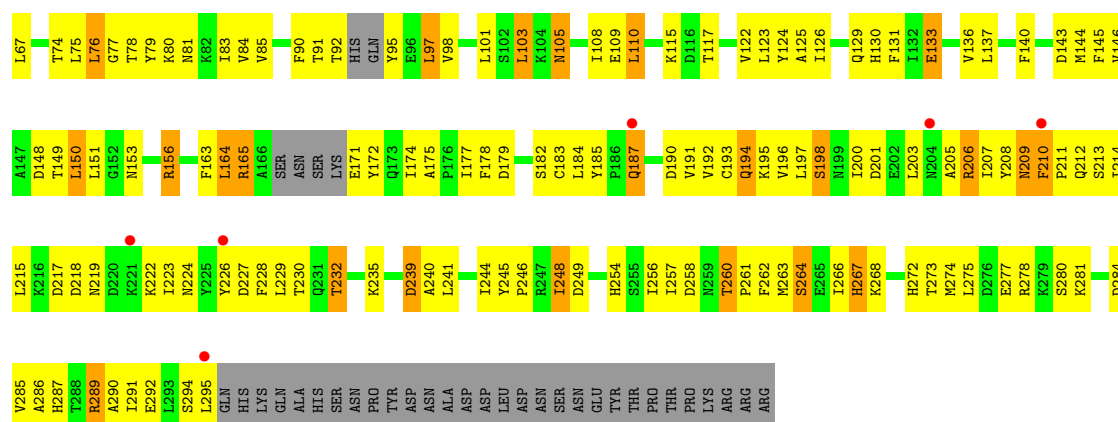 L67 T74 L75 L76 G77 T78 Y79 K80 N81 K82 I83 V84 V85 F90 T91 T92 HIS GLN Y95 E96 L97 V98 L101 S102 L103 K104 N105 I108 E109 L110 K115 D116 T117 V122 L123 Y124 A125 I126 Q129 H130 F131 I132 E133 V136 L137 F140 D143 M144 F145
A147 D148 T149 L150 L151 G152 N153 R156 F163 L164 R165 A166 SER ASN SER LYS E171 Y172 Q173 I174 A175 P176 I177 F178 D179 S182 C183 L184 Y185 P186 Q187 D190 V191 V192 C193 Q194 K195 V196 L197 S198 N199 I200 D201 E202 L203 N204 A205 R206 I207 Y208 N209 F210 P211 Q212 S213
L215 K216 D217 D218 N219 D220 K221 K222 I223 N224 Y225 Y226 D227 F228 L229 T230 Q231 T232 K235 D239 A240 L241 I244 Y245 P246 R247 I248 D249 H254 S255 I256 I257 D258 N259 T260 P261 F262 M263 S264 E265 I266 H267 K268 H272 T273 M274 L275 D276 E277 R278 K279 S280 K281
V285 A286 H287 T288 R289 A290 I291 E292 L293 S294 L295 GLN HIS LYS GLN ALA HIS SER ASN PRO TYR ASP ASN ALA ASP ASP LEU ASP ASN SER ASN GLU TYR THR PRO THR PRO LYS ARG ARG ARG